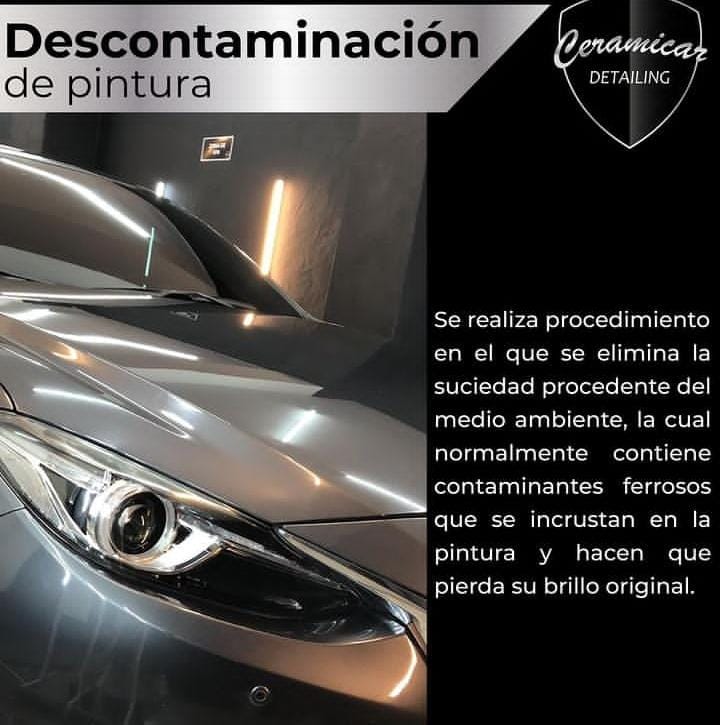 Descontaminación
de pintura
Ceramicar
DETAILING
Se realiza procedimiento
en el que se elimina la
suciedad procedente del
medio ambiente, la cual
normalmente contiene
contaminantes ferrosos
que se incrustan en la
pintura y hacen que
pierda su brillo original.